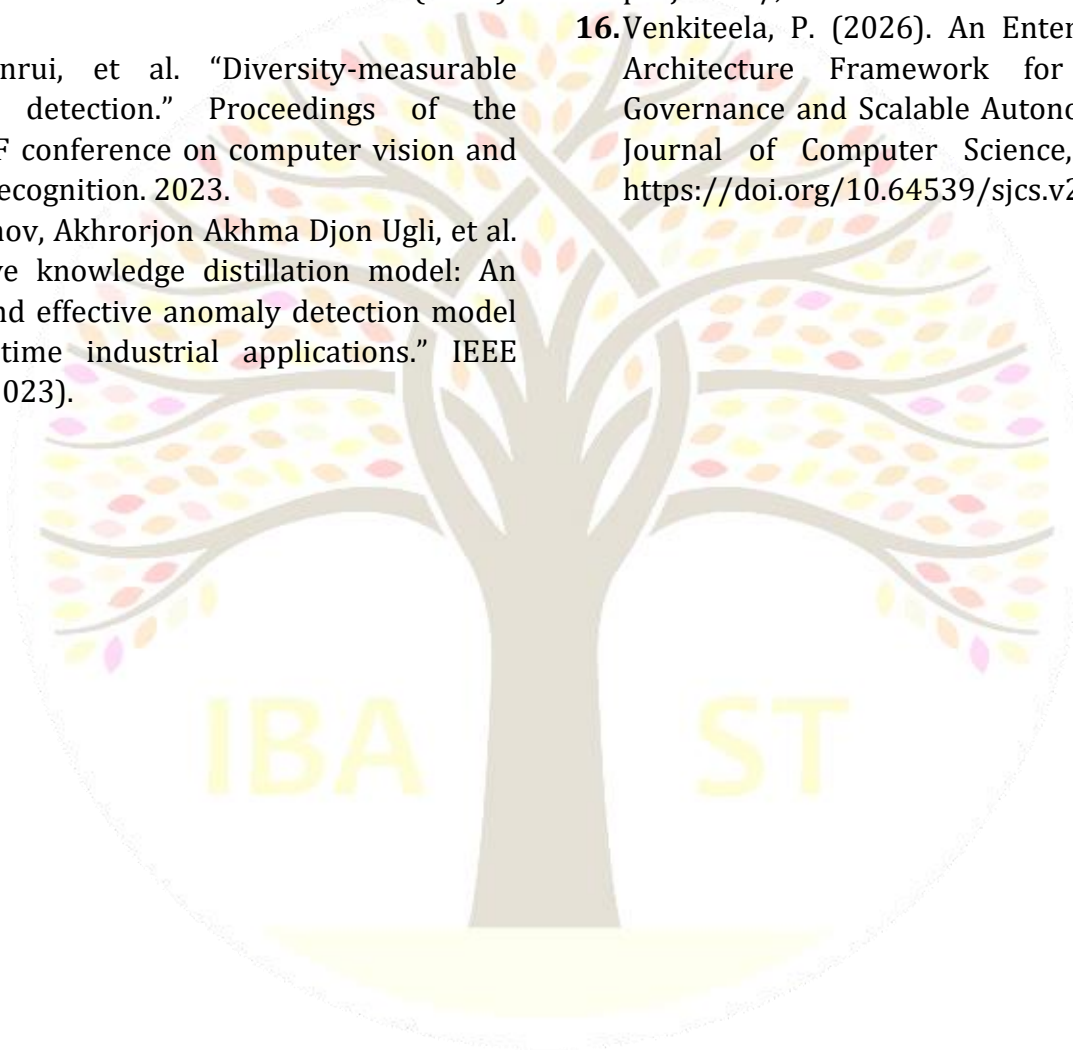 nrui, et al. “Diversity-measurable
detection.” Proceedings of the
F conference on computer vision and
ecognition. 2023.
nov, Akhrorjon Akhma Djon Ugli, et al.
ve knowledge distillation model: An
nd effective anomaly detection model
time industrial applications.” IEEE
023).
16. Venkiteela, P. (2026). An Enter
Architecture Framework for
Governance and Scalable Autono
Journal of Computer Science,
https://doi.org/10.64539/sjcs.v2
IBA ST